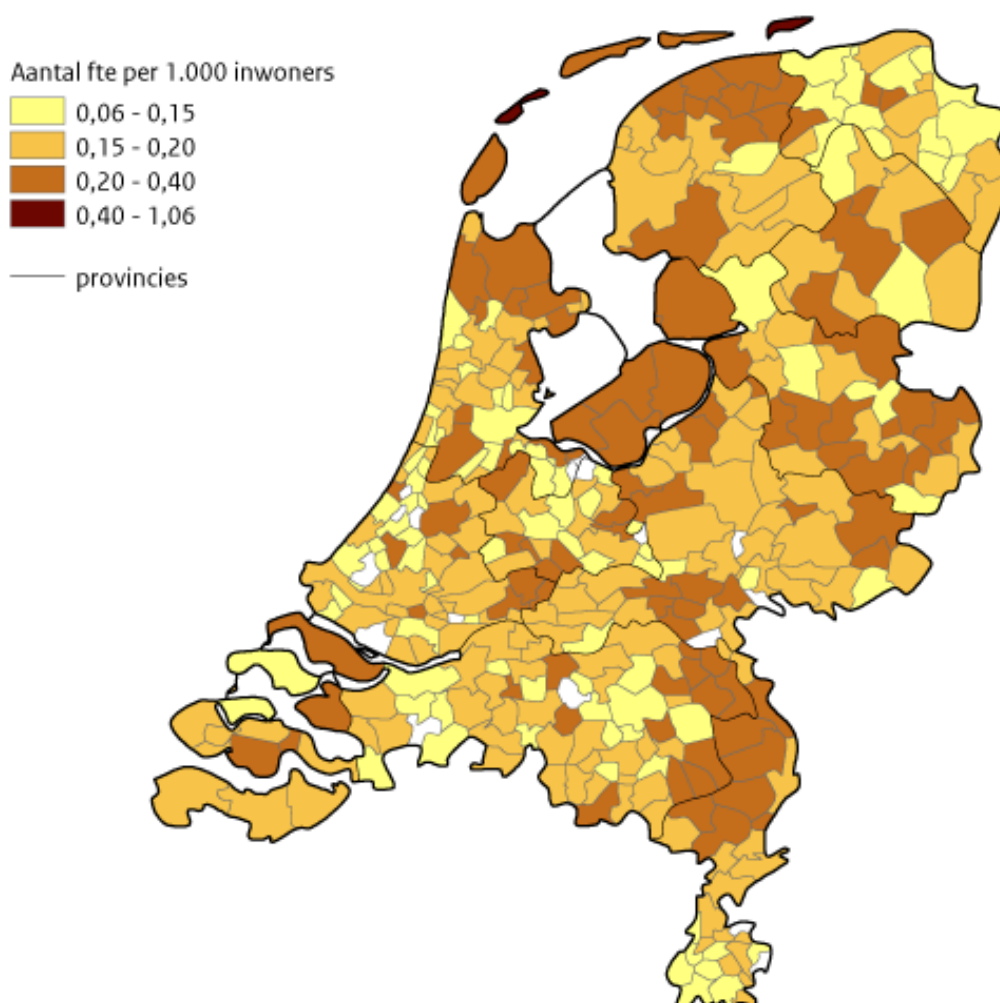 Aantal fte per 1.000 inwoners
0,06 - 0,15
0,15 - 0,20
0,20 - 0,40
0,40 - 1,06
provincies